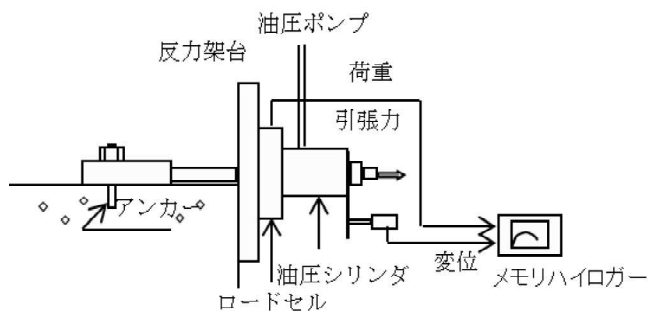 油圧ポンプ
反力架台
荷重
引張力
アンカー
変位
油圧シリンダ
メモリハイロガー
ロードセル